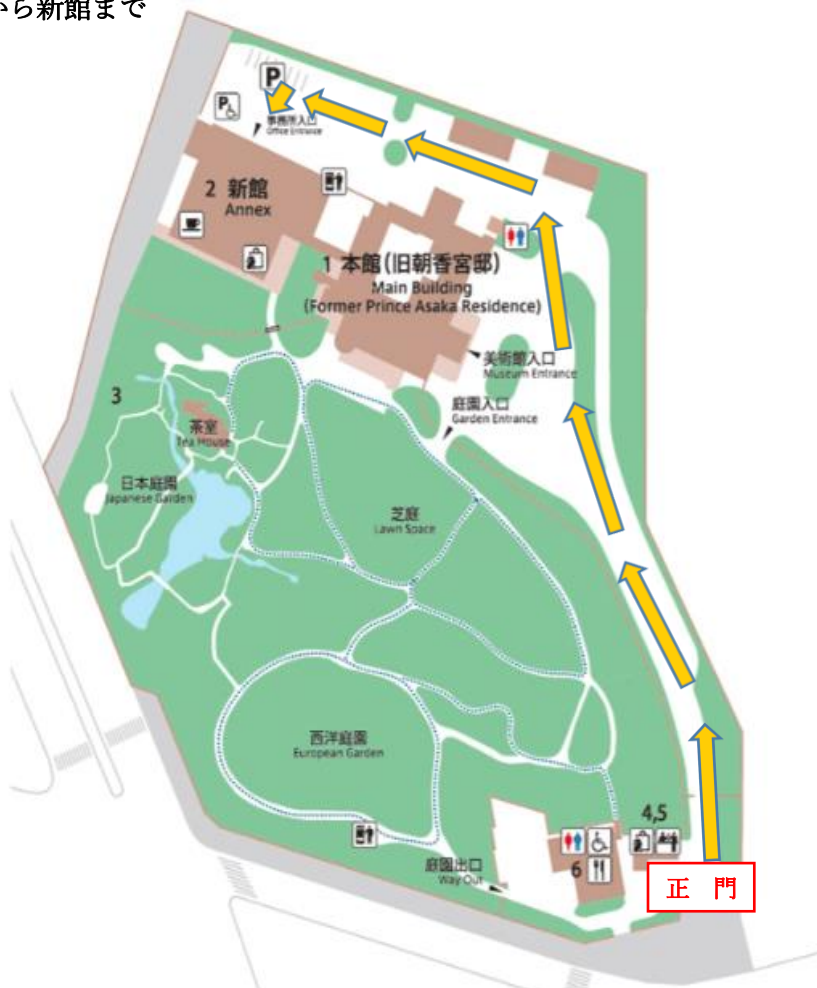 から新館まで
P
P
事務所入口
Office Entrance
2 新館
Annex
1 本館(旧朝香宮邸)
Main Building
(Former Prince Asaka Residence)
美術館入口
Museum Entrance
庭園入口
Garden Entrance
3
茶室
Tea House
日本庭園
Japanese Garden
芝庭
Lawn Space
西洋庭園
European Garden
4,5
6
庭園出口
Way Out
正 門